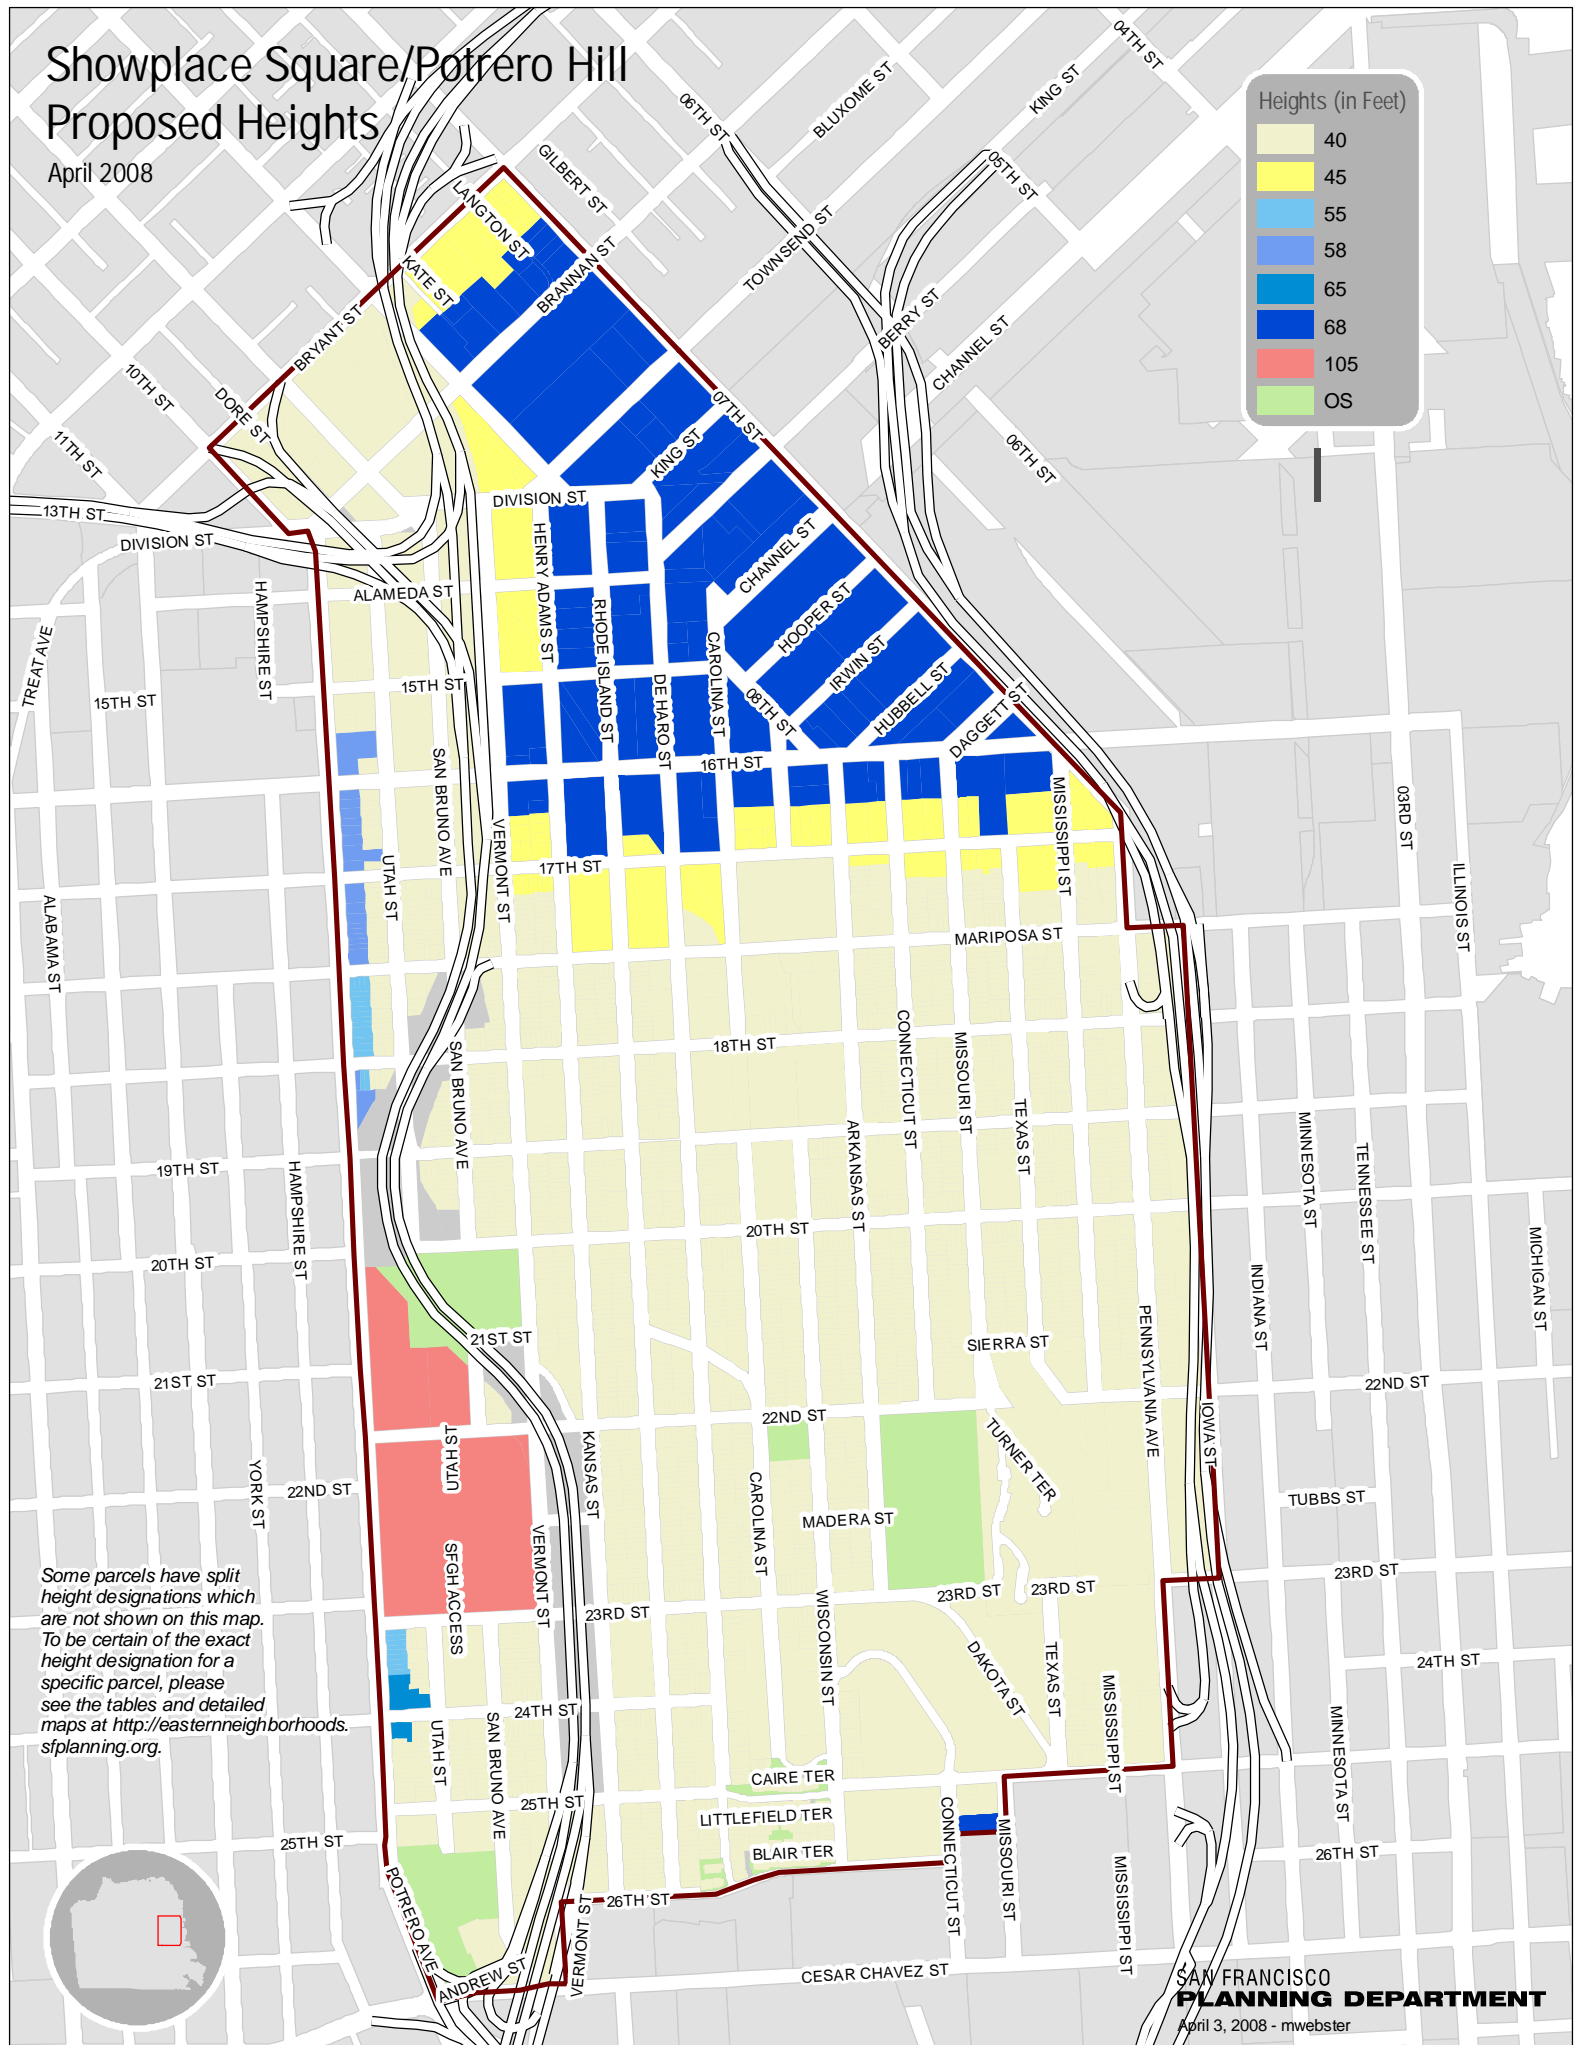 Showplace Square/Potrero Hill
Proposed Heights
April 2008
Heights (in Feet)
40
45
55
58
65
68
105
OS
04TH ST
KING ST
BLUXOME ST
06TH ST
05TH ST
GILBERT ST
LANGTON ST
TOWNSEND ST
BRANNAN ST
KATE ST
BERRY ST
BRYANT ST
CHANNEL ST
10TH ST
DORE ST
07TH ST
11TH ST
KING ST
06TH ST
DIVISION ST
13TH ST
DIVISION ST
HENRY ADAMS ST
CHANNEL ST
ALAMEDA ST
HAMPSHIRE ST
RHODE ISLAND ST
HOOPER ST
TREAT AVE
CAROLINA ST
IRWIN ST
15TH ST
15TH ST
DE HARO ST
08TH ST
HUBBELL ST
DAGGETT ST
16TH ST
SAN BRUNO AVE
MISSISSIPPI ST
03RD ST
VERMONT ST
17TH ST
UTAH ST
ILLINOIS ST
ALABAMA ST
MARIPOSA ST
18TH ST
CONNECTICUT ST
MISSOURI ST
SAN BRUNO AVE
TEXAS ST
ARKANSAS ST
MINNESOTA ST
TENNESSEE ST
19TH ST
HAMPSHIRE ST
20TH ST
20TH ST
MICHIGAN ST
INDIANA ST
PENNSYLVANIA AVE
21ST ST
SIERRA ST
21ST ST
22ND ST
22ND ST
IOWA ST
TURNER TER
UTAH ST
KANSAS ST
YORK ST
22ND ST
CAROLINA ST
TUBBS ST
MADERA ST
VERMONT ST
SFGH ACCESS
23RD ST
23RD ST
23RD ST
23RD ST
WISCONSIN ST
DAKOTA ST
TEXAS ST
24TH ST
MISSISSIPPI ST
24TH ST
MINNESOTA ST
UTAH ST
SAN BRUNO AVE
CAIRE TER
25TH ST
LITTLEFIELD TER
CONNECTICUT ST
MISSOURI ST
25TH ST
BLAIR TER
26TH ST
MISSISSIPPI ST
POTRERO AVE
26TH ST
VERMONT ST
ANDREW ST
CESAR CHAVEZ ST
Some parcels have split
height designations which
are not shown on this map.
To be certain of the exact
height designation for a
specific parcel, please
see the tables and detailed
maps at http://easternneighborhoods.
sfplanning.org.
SAN FRANCISCO
PLANNING DEPARTMENT
April 3, 2008 - mwebster